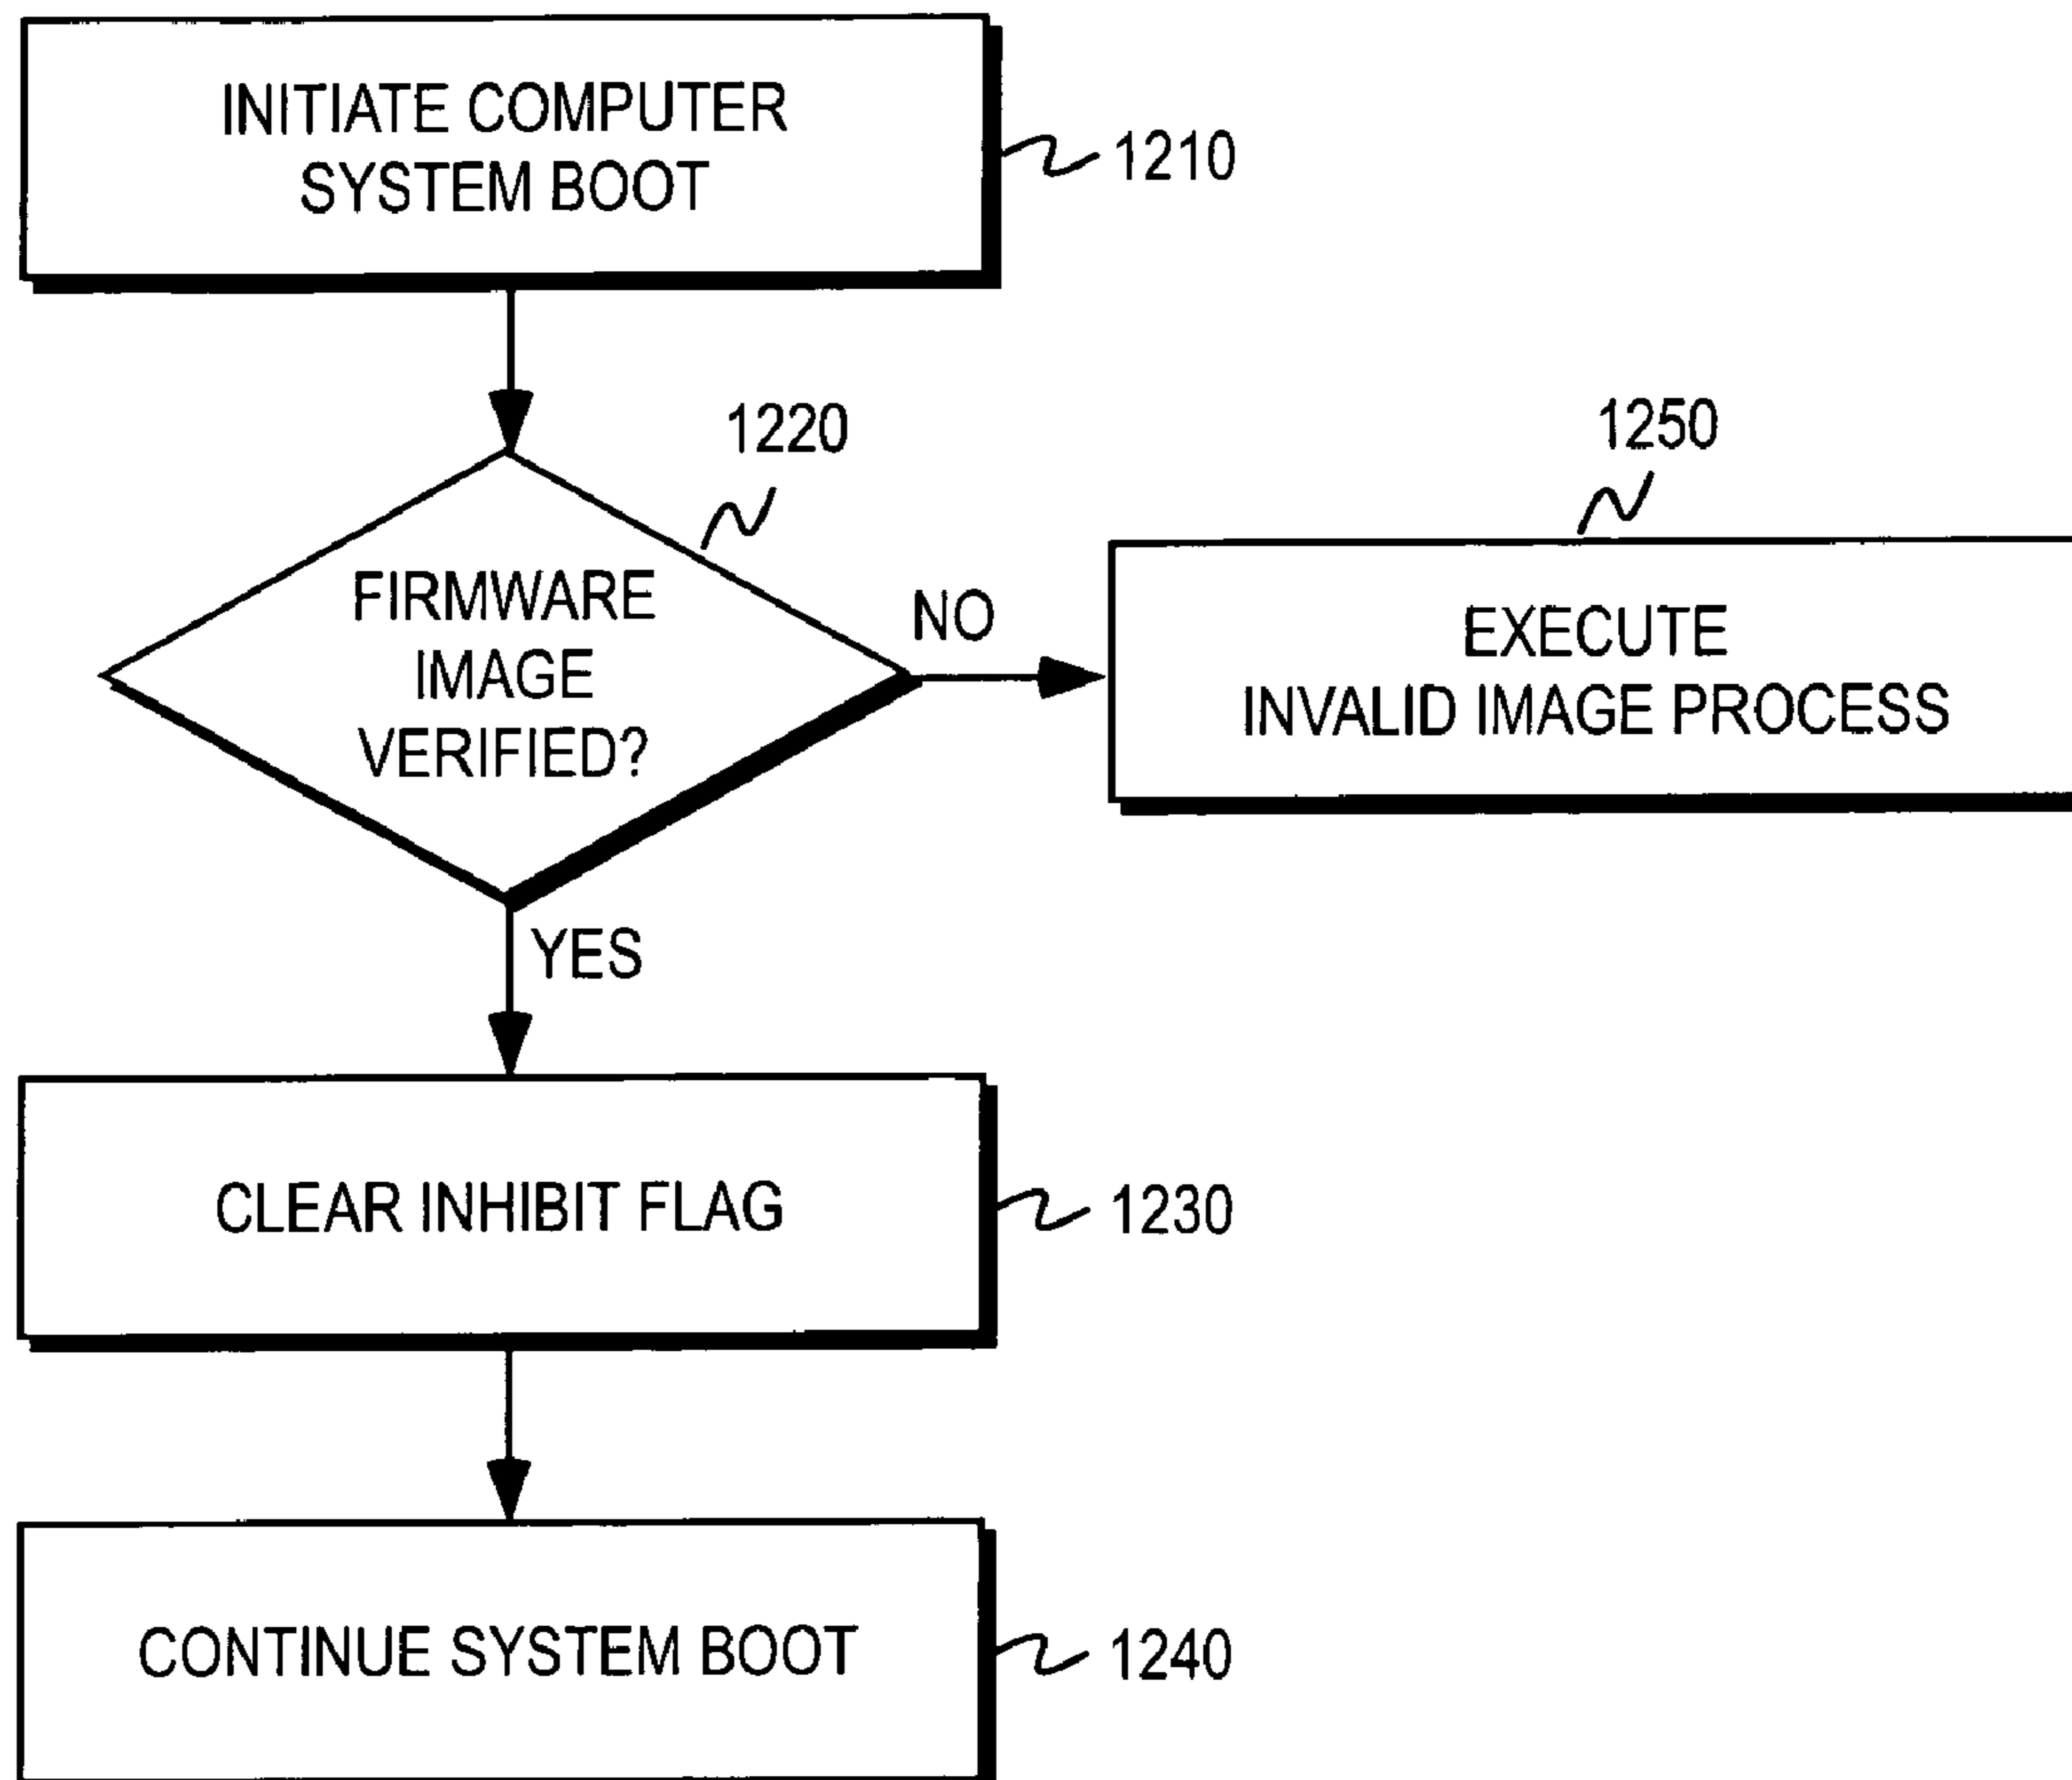 INITIATE COMPUTER
SYSTEM BOOT
1210
1220
1250
FIRMWARE
IMAGE
VERIFIED?
NO
EXECUTE
INVALID IMAGE PROCESS
YES
CLEAR INHIBIT FLAG
1230
CONTINUE SYSTEM BOOT
1240